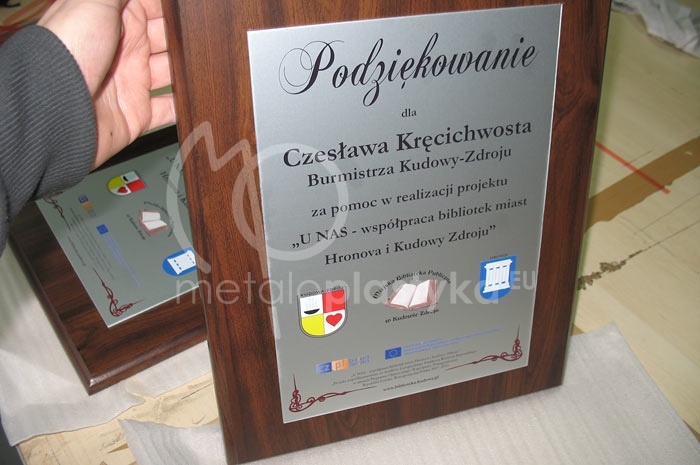 Podziękowanie
dla
Czesława Kręcichwosta
Burmistrza Kudowy-Zdroju
za pomoc w realizacji projektu
„U NAS - współpraca bibliotek miast
Hronova i Kudowy Zdroju”
Biblioteka Publiczna
w Kudowie Zdroju
metaloplastyka EU
www.biblioteka.kudowa.pl